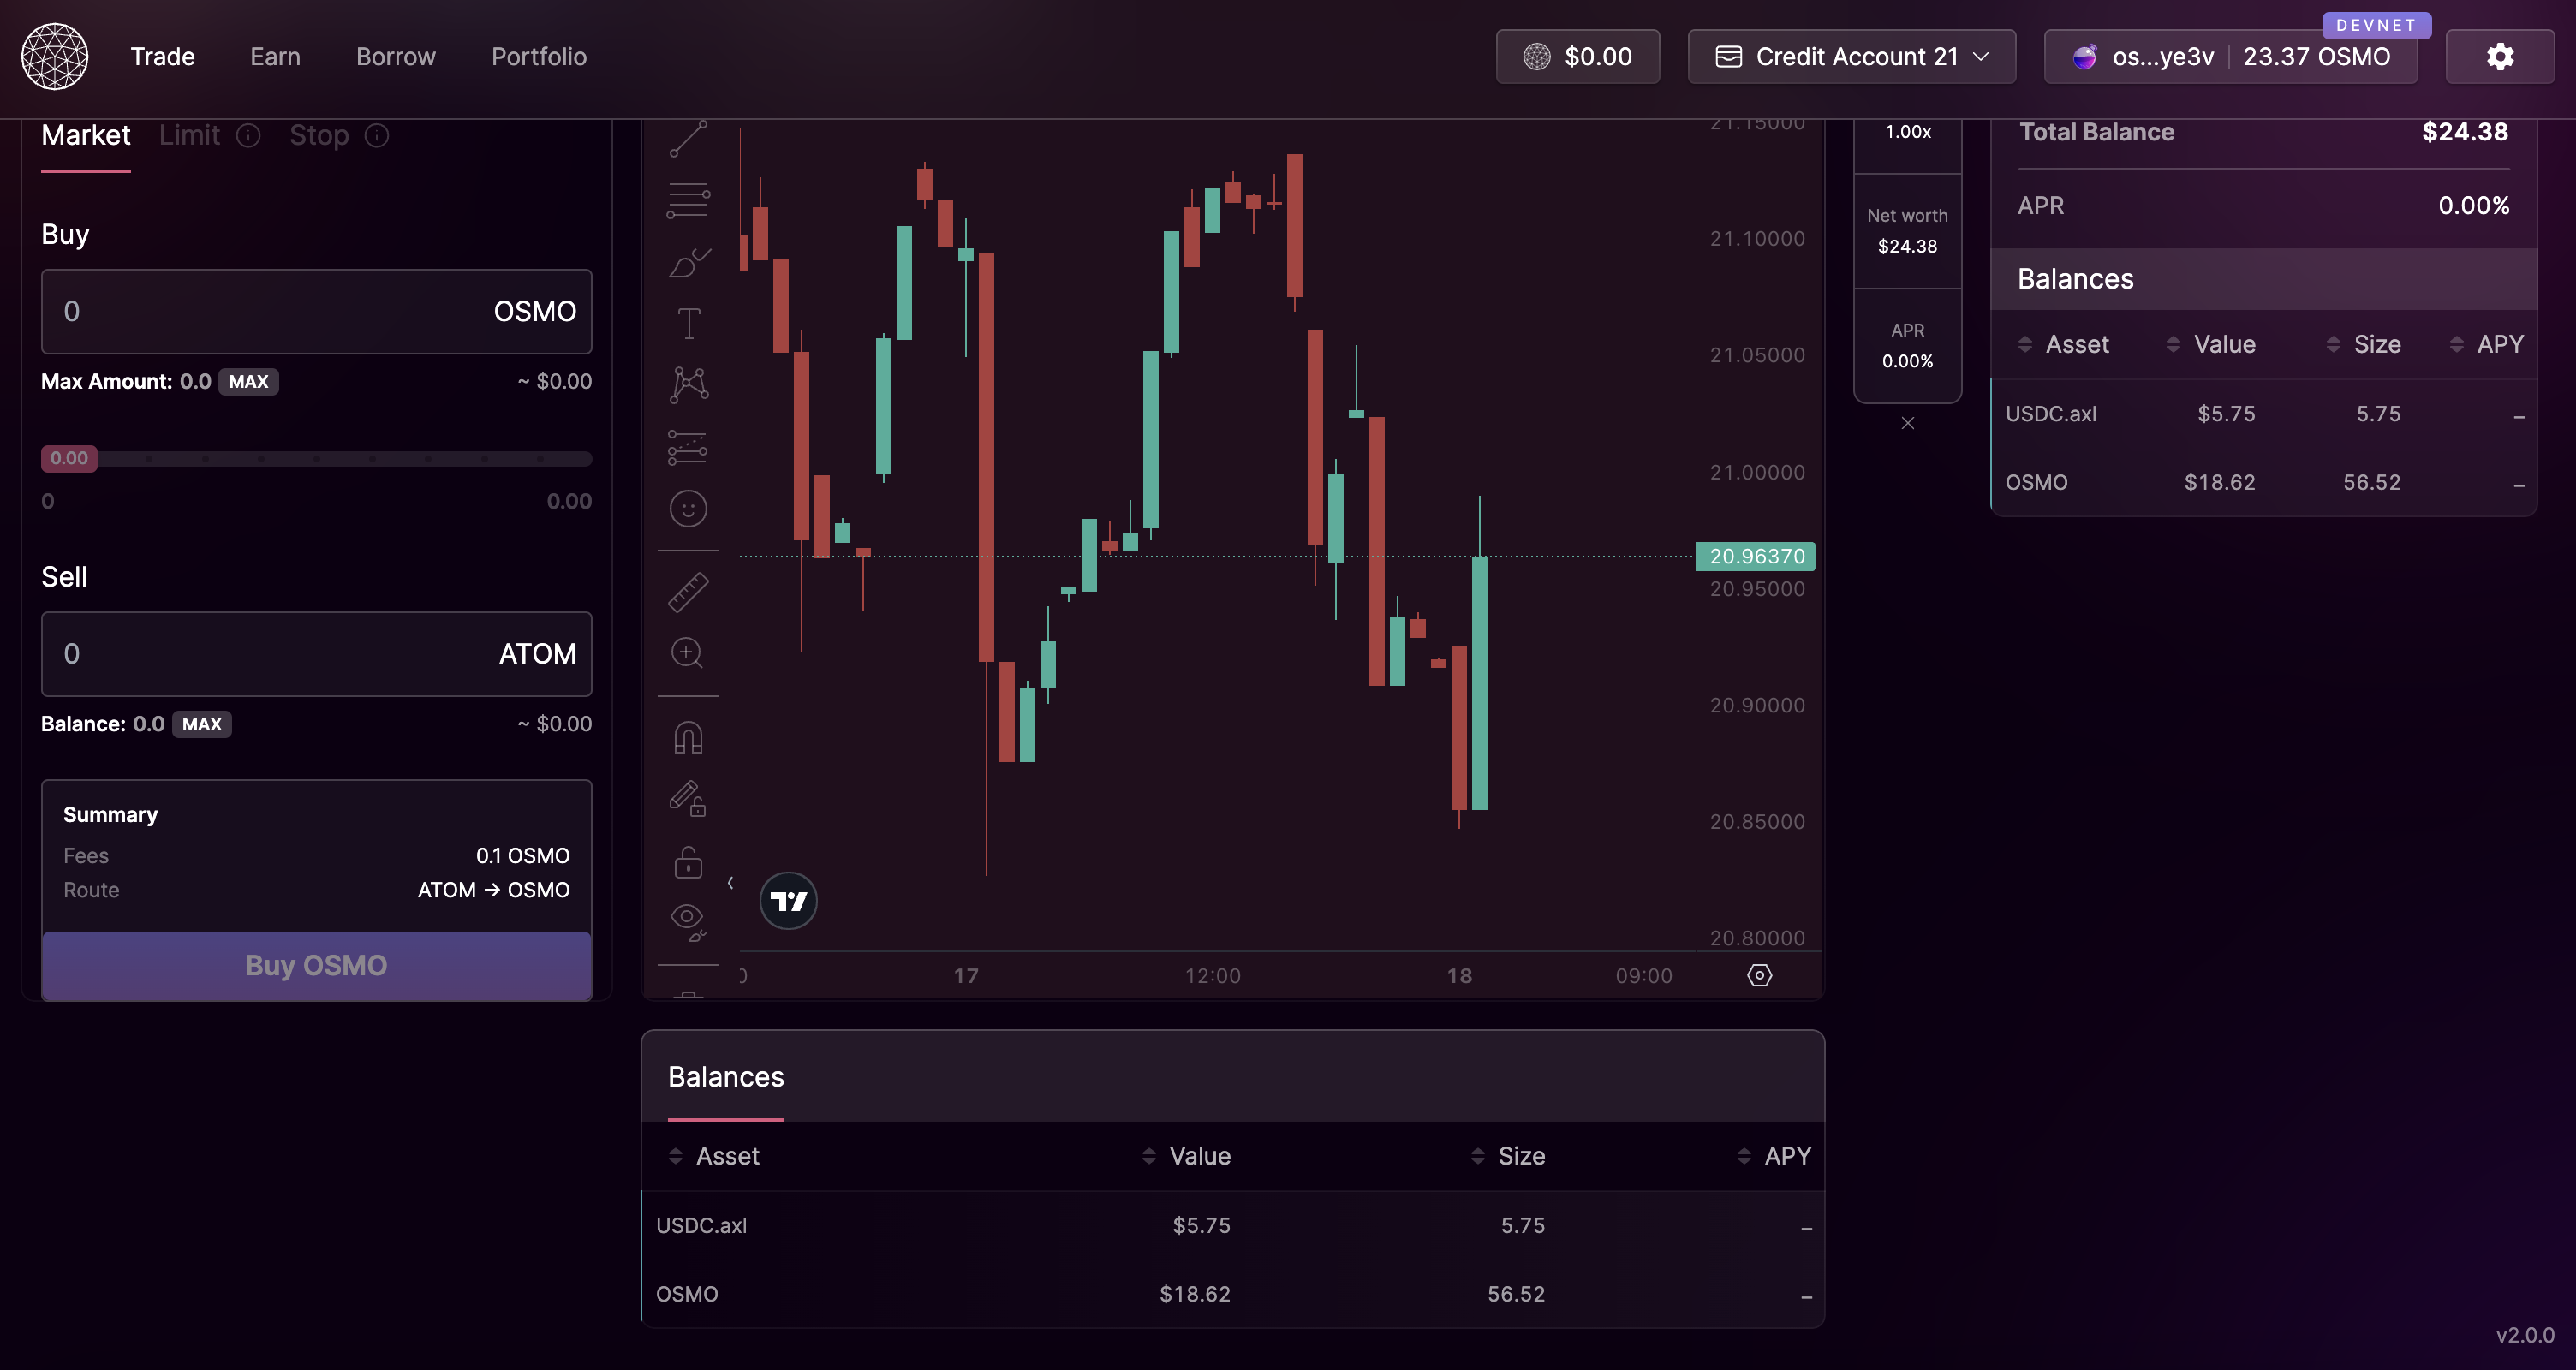 Trade
Earn
Borrow
Portfolio
$0.00
Credit Account 21
DEVNET
os...ye3v
23.37 OSMO
Market
Limit
Stop
Buy
0
OSMO
Max Amount: 0.0 MAX
~ $0.00
0.00
0
0.00
Sell
0
ATOM
Balance: 0.0 MAX
~ $0.00
Summary
Fees
0.1 OSMO
Route
ATOM → OSMO
Buy OSMO
21.15000
21.10000
21.05000
21.00000
20.96370
20.95000
20.90000
20.85000
20.80000
17
12:00
18
09:00
1.00x
Net worth
$24.38
APR
0.00%
Total Balance
$24.38
APR
0.00%
Balances
Asset Value Size APY
USDC.axl $5.75 5.75 –
OSMO $18.62 56.52 –
Balances
Asset Value Size APY
USDC.axl $5.75 5.75 –
OSMO $18.62 56.52 –
v2.0.0